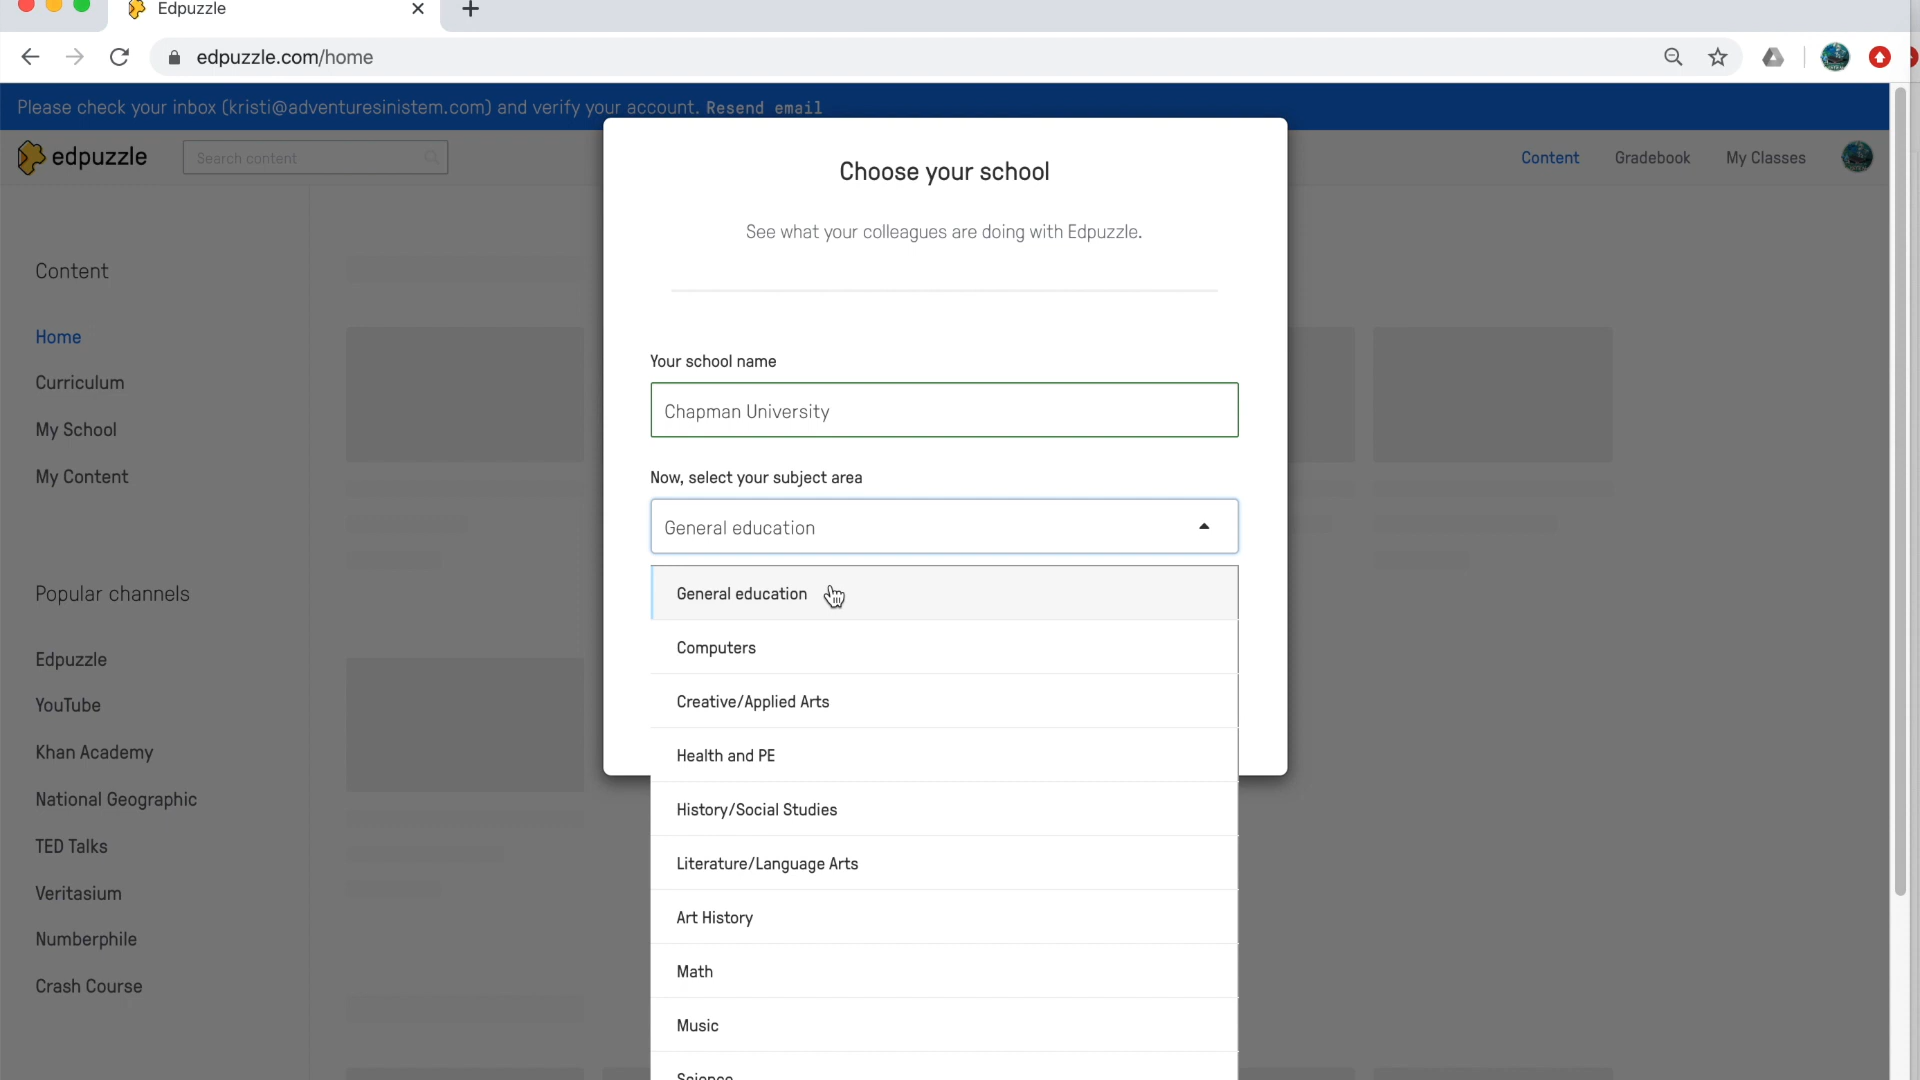 Edpuzzle
edpuzzle.com/home
Please check your inbox (kristi@adventuresinistem.com) and verify your account. Resend email
edpuzzle
Search content
Content
Gradebook
My Classes
Content
Home
Curriculum
My School
My Content
Popular channels
Edpuzzle
YouTube
Khan Academy
National Geographic
TED Talks
Veritasium
Numberphile
Crash Course
Choose your school
See what your colleagues are doing with Edpuzzle.
Your school name
Chapman University
Now, select your subject area
General education
General education
Computers
Creative/Applied Arts
Health and PE
History/Social Studies
Literature/Language Arts
Art History
Math
Music
Science